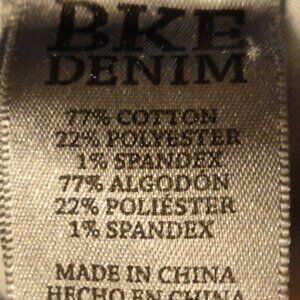 BKE
DENIM
77% COTTON
22% POLYESTER
1% SPANDEX
77% ALGODÓN
22% POLIÉSTER
1% SPANDEX
MADE IN CHINA
HECHO EN CHINA